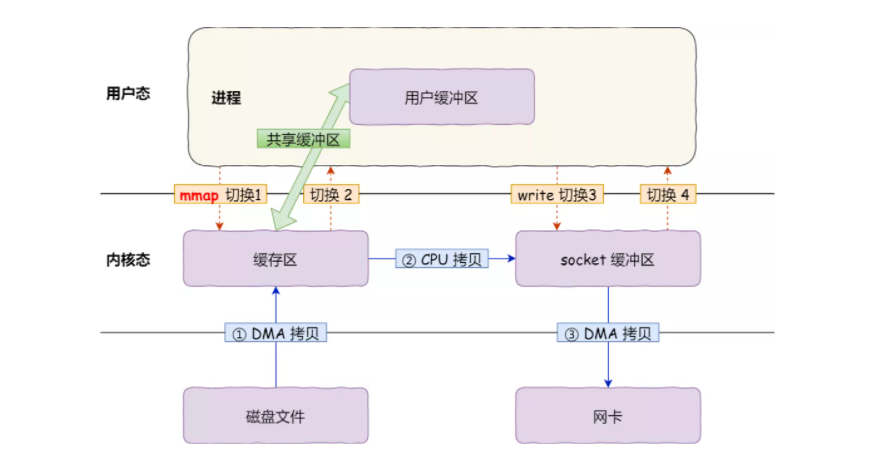 用户态
进程
用户缓冲区
共享缓冲区
mmap 切换1
切换 2
write 切换3
切换 4
内核态
缓存区
② CPU 拷贝
socket 缓冲区
① DMA 拷贝
③ DMA 拷贝
磁盘文件
网卡